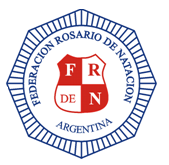 FEDERACION ROSARIO DE NATACION
F R
DE N
ARGENTINA